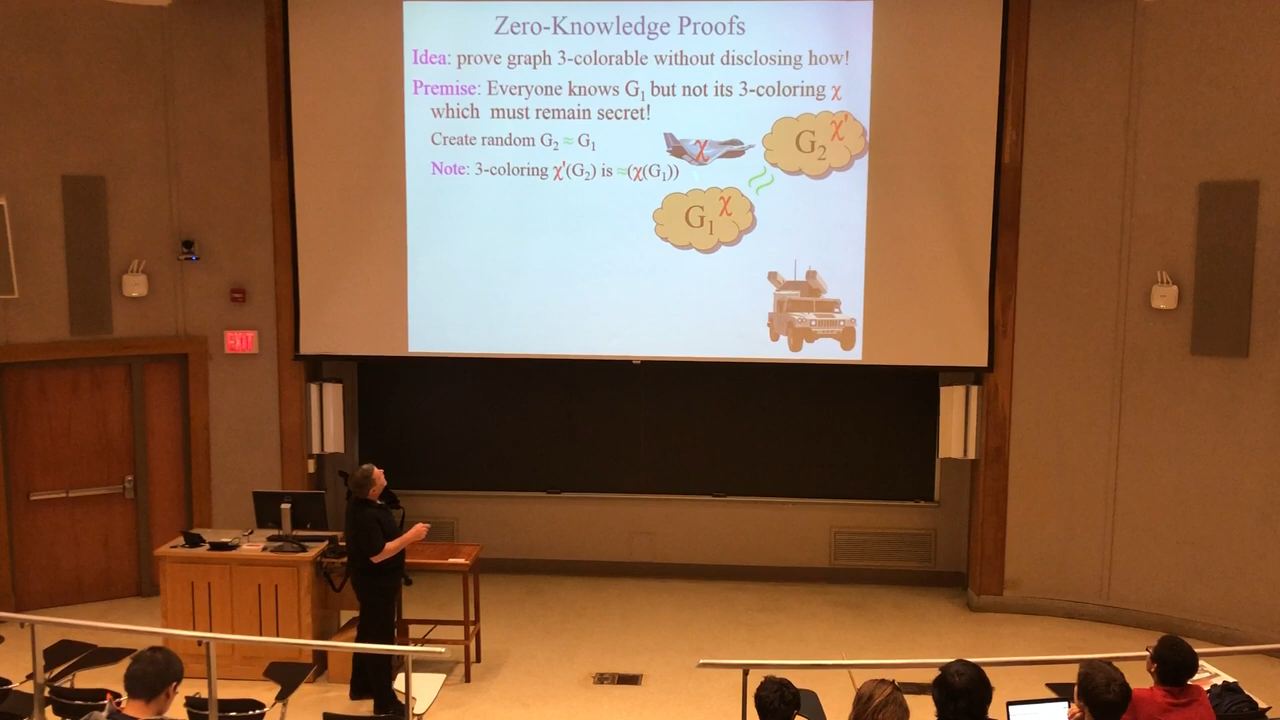 Zero-Knowledge Proofs
Idea: prove graph 3-colorable without disclosing how!
Premise: Everyone knows G₁ but not its 3-coloring χ
which must remain secret!
Create random G₂ ≈ G₁
Note: 3-coloring χ'(G₂) is ≈(χ(G₁))
χ
G₂ χ'
≈
G₁ χ
EXIT